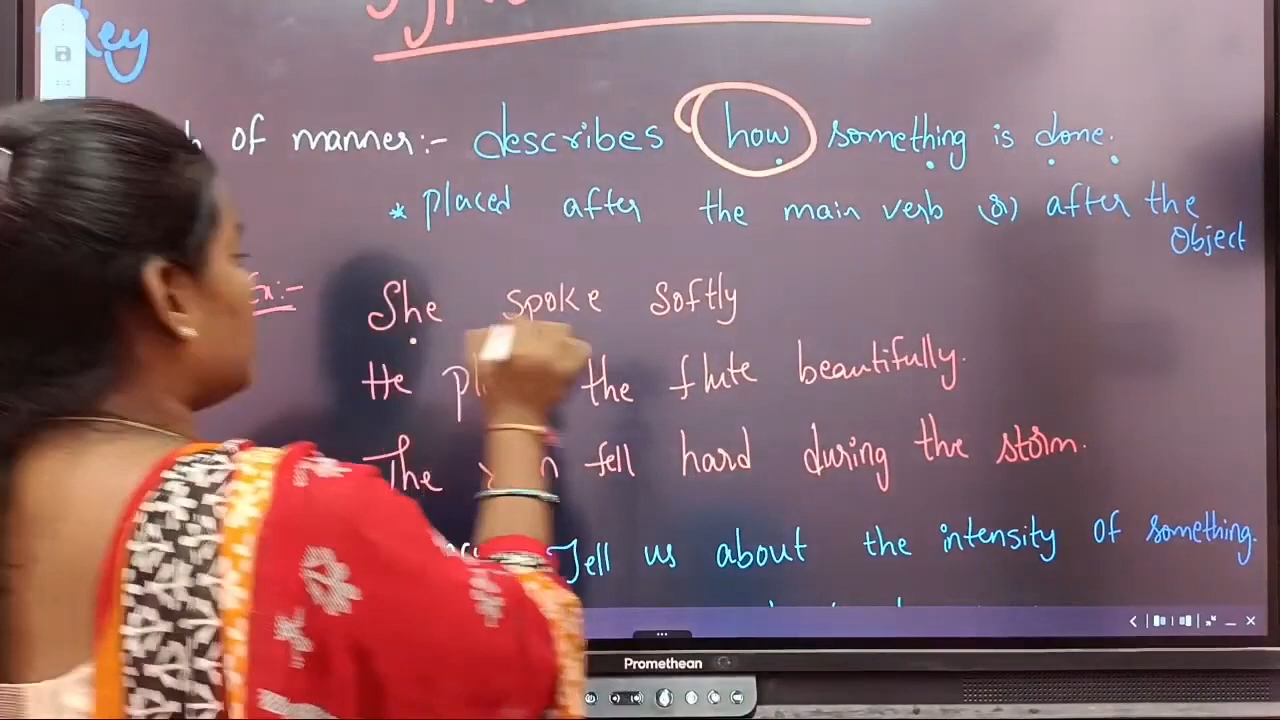 key
of manner:- describes how something is done.
* placed after the main verb (or) after the
Object
Ex:- She spoke softly
He the flute beautifully.
The fell hard during the storm.
Tell us about the intensity of something.
Promethean